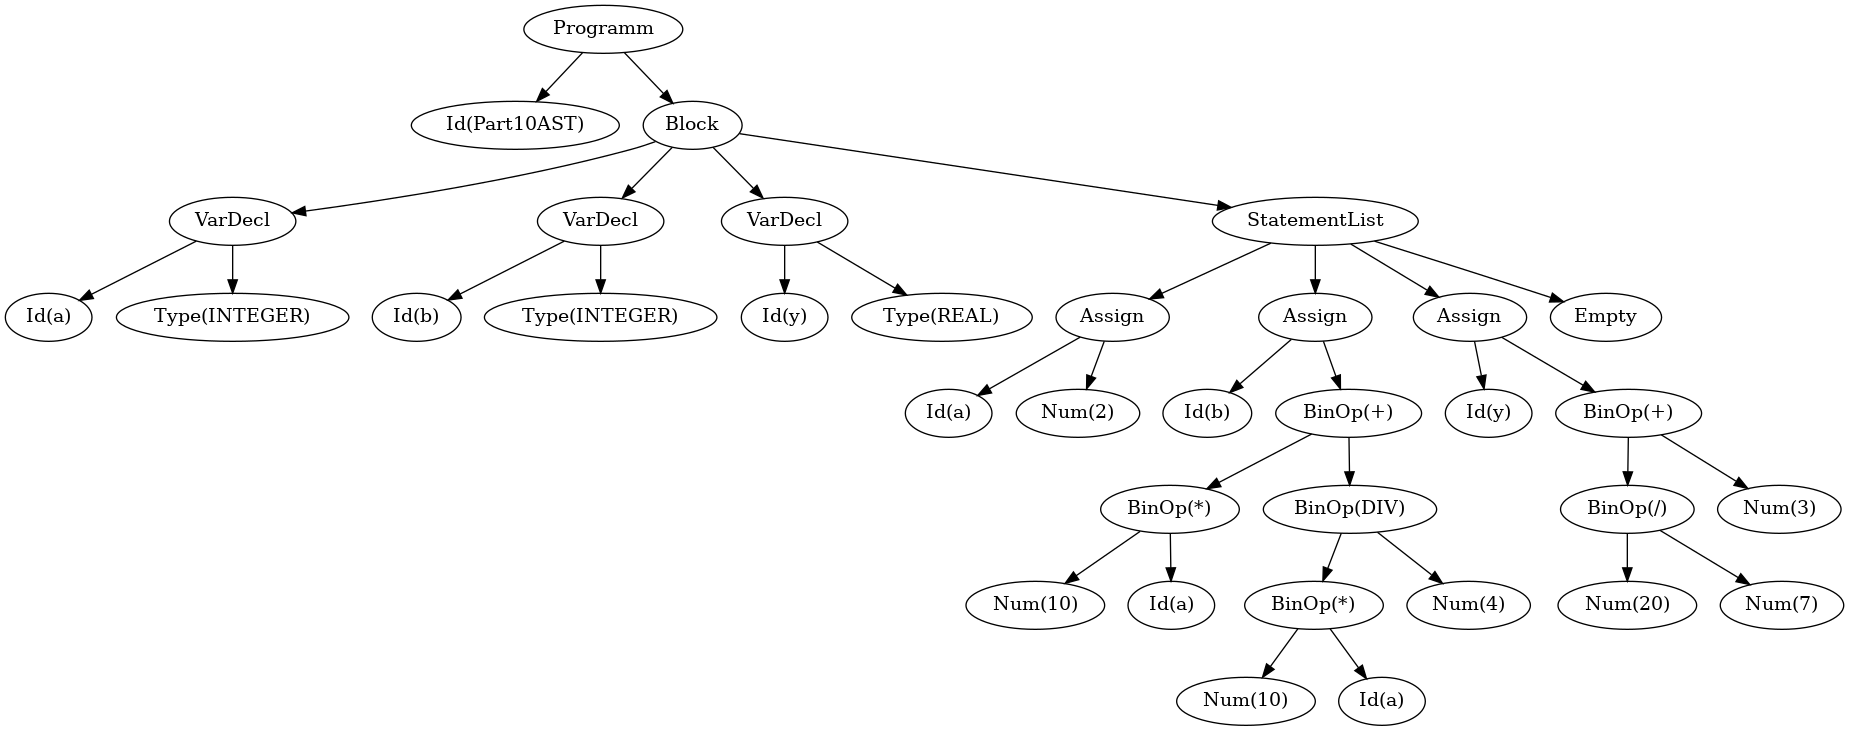 Programm
Id(Part10AST)
Block
VarDecl
VarDecl
VarDecl
StatementList
Id(a)
Type(INTEGER)
Id(b)
Type(INTEGER)
Id(y)
Type(REAL)
Assign
Assign
Assign
Empty
Id(a)
Num(2)
Id(b)
BinOp(+)
Id(y)
BinOp(+)
BinOp(*)
BinOp(DIV)
BinOp(/)
Num(3)
Num(10)
Id(a)
BinOp(*)
Num(4)
Num(20)
Num(7)
Num(10)
Id(a)